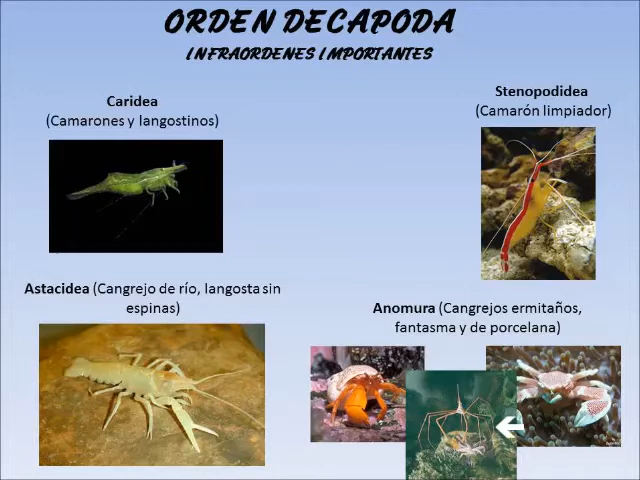 ORDEN DECAPODA
INFRAORDENES IMPORTANTES
Caridea
(Camarones y langostinos)
Stenopodidea
(Camarón limpiador)
Astacidea (Cangrejo de río, langosta sin
espinas)
Anomura (Cangrejos ermitaños,
fantasma y de porcelana)